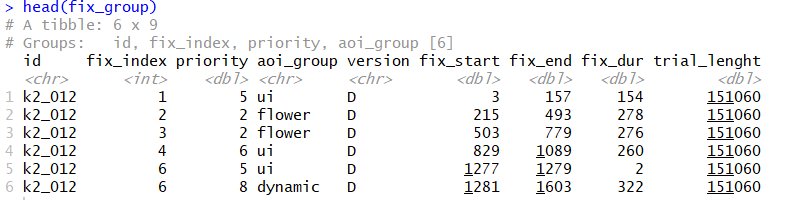 > head(fix_group)
# A tibble: 6 x 9
# Groups:   id, fix_index, priority, aoi_group [6]
  id     fix_index priority aoi_group version fix_start fix_end fix_dur trial_lenght
  <chr>      <int>    <dbl> <chr>     <chr>       <dbl>   <dbl>   <dbl>        <dbl>
1 k2_012         1        5 ui        D               3     157     154       151060
2 k2_012         2        2 flower    D             215     493     278       151060
3 k2_012         3        2 flower    D             503     779     276       151060
4 k2_012         4        6 ui        D             829    1089     260       151060
5 k2_012         6        5 ui        D            1277    1279       2       151060
6 k2_012         6        8 dynamic   D            1281    1603     322       151060